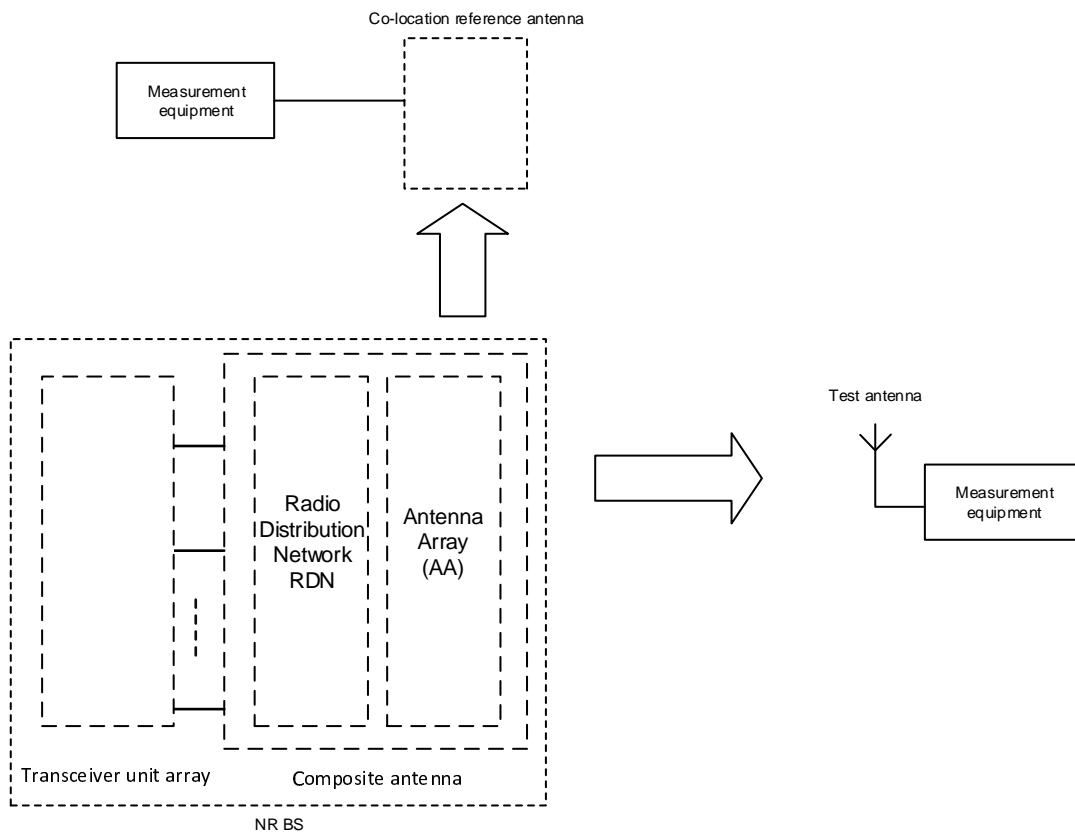 Co-location reference antenna
Measurement
equipment
Test antenna
Measurement
equipment
Radio
Distribution
Network
RDN
Antenna
Array
(AA)
Transceiver unit array
Composite antenna
NR BS